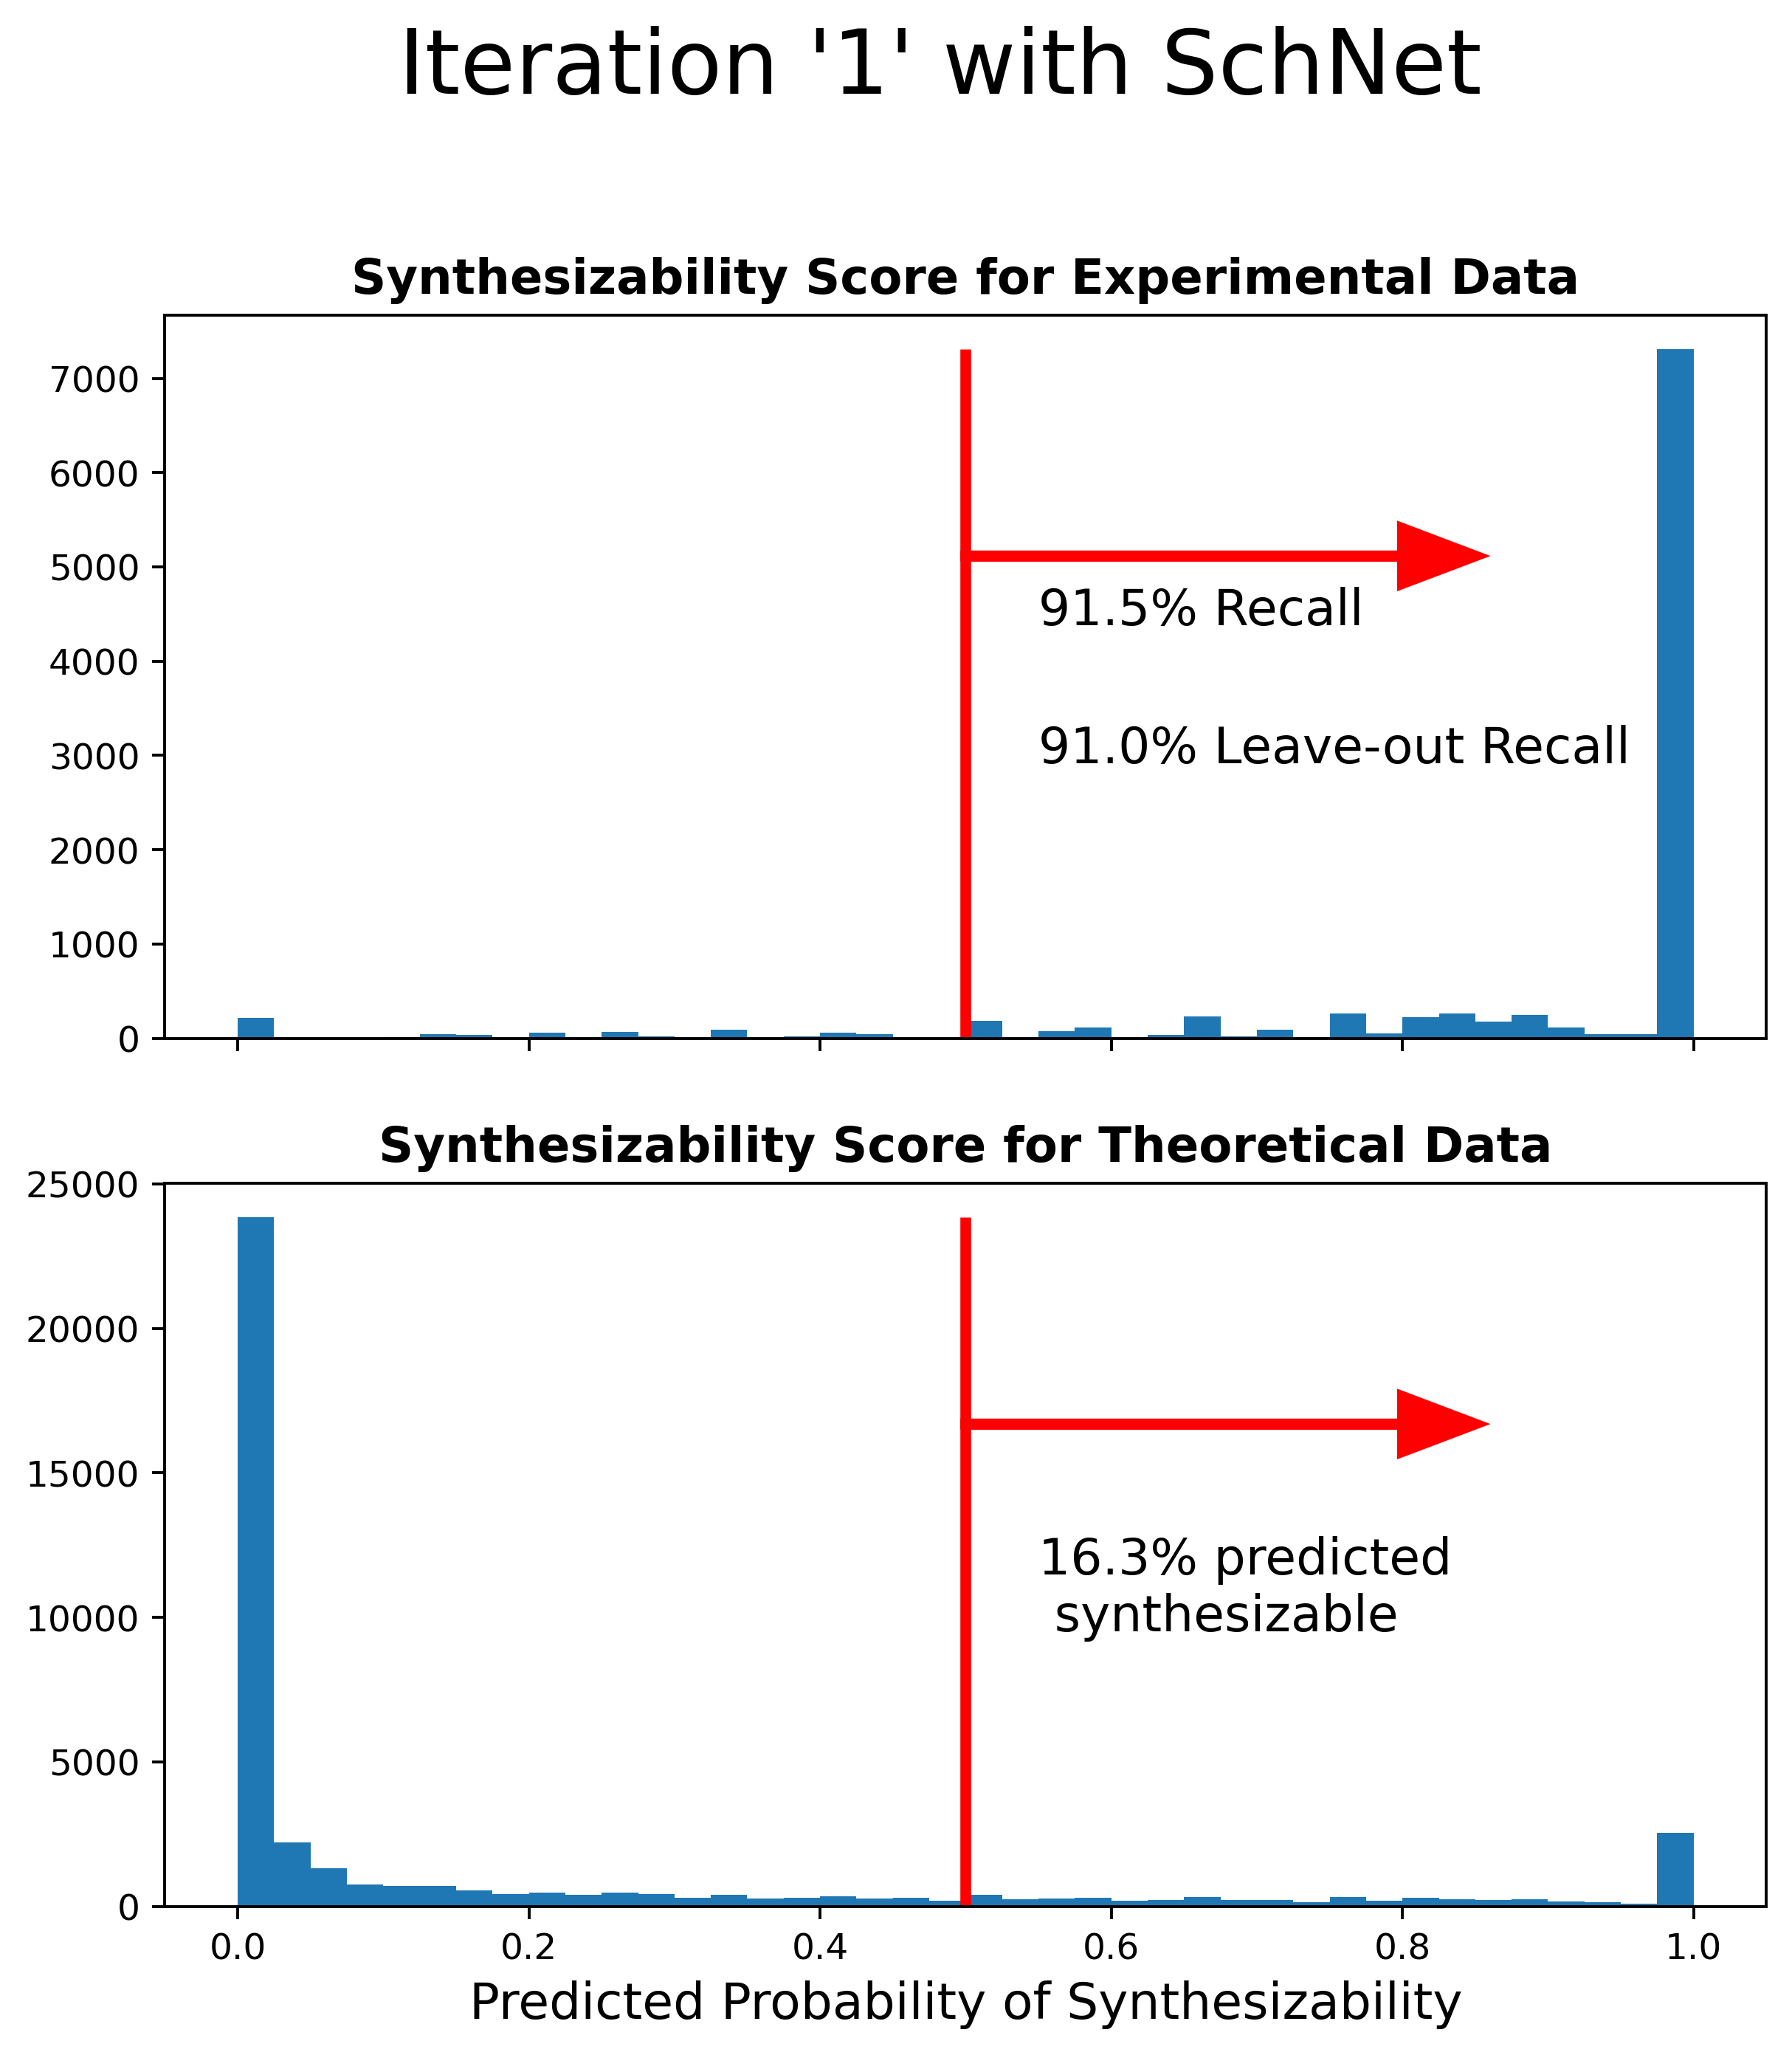 Iteration '1' with SchNet
Synthesizability Score for Experimental Data
7000
6000
5000
4000
3000
2000
1000
0
91.5% Recall
91.0% Leave-out Recall
Synthesizability Score for Theoretical Data
25000
20000
15000
10000
5000
0
16.3% predicted
synthesizable
0.0 0.2 0.4 0.6 0.8 1.0
Predicted Probability of Synthesizability